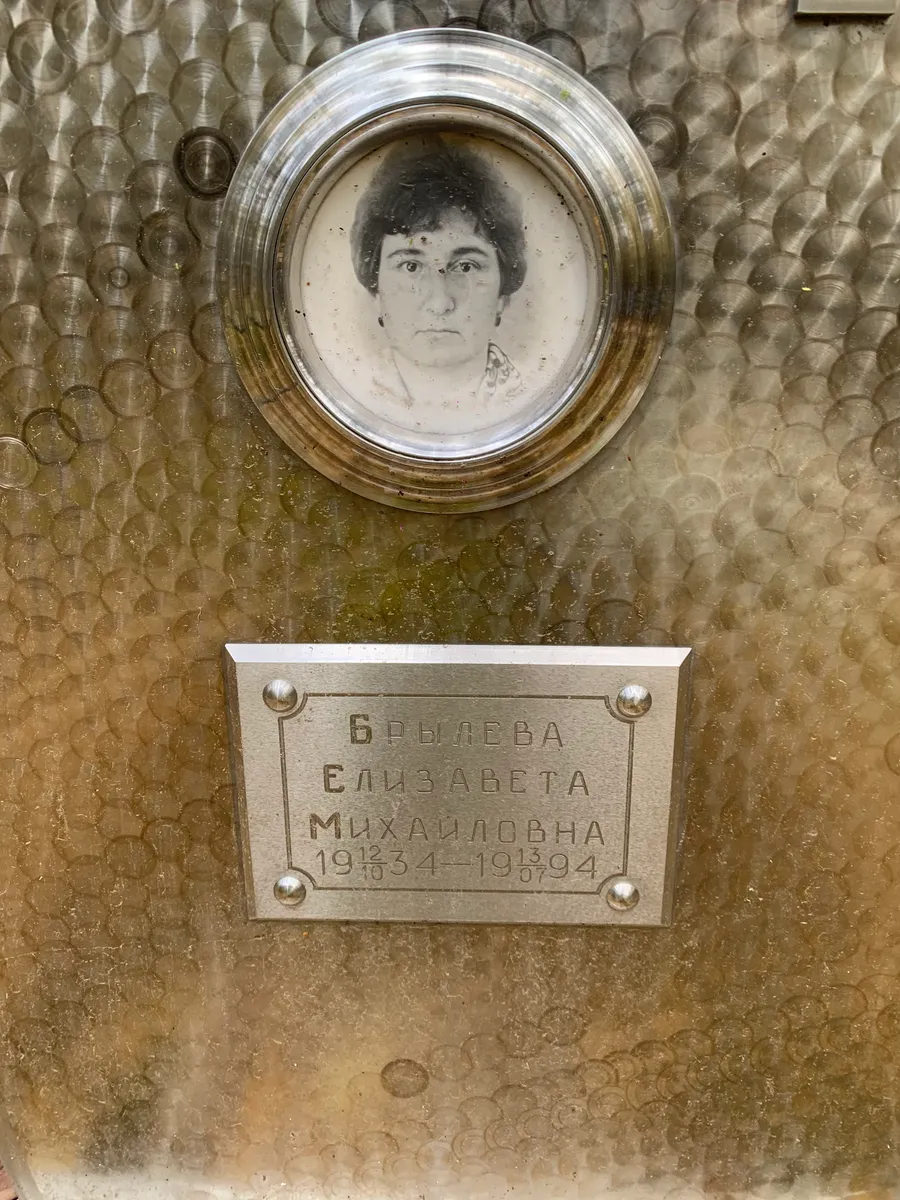 Брылева
Елизавета
Михайловна
19 12/10 34—19 13/07 94